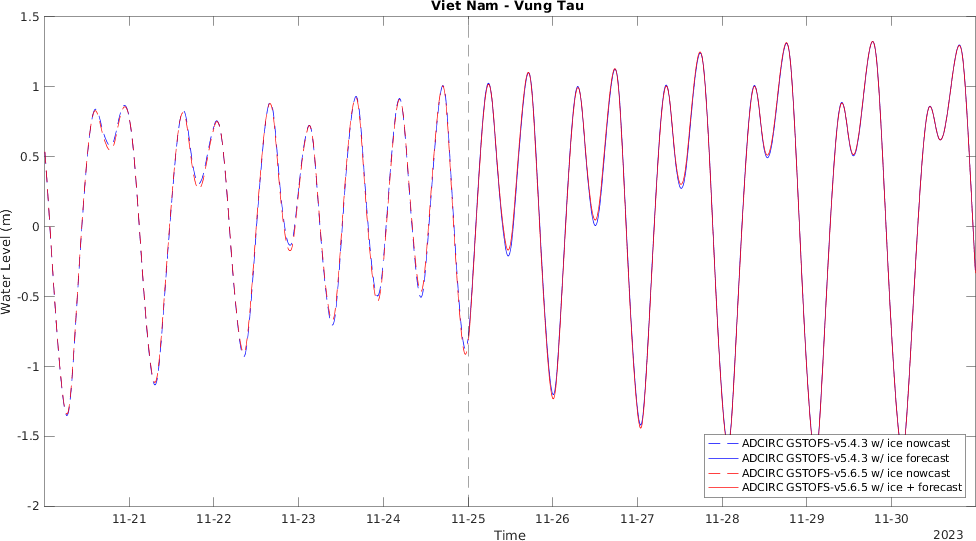 Viet Nam - Vung Tau
1.5
1
0.5
0
-0.5
-1
-1.5
-2
Water Level (m)
11-21
11-22
11-23
11-24
11-25
11-26
11-27
11-28
11-29
11-30
Time
2023
ADCIRC GSTOFS-v5.4.3 w/ ice nowcast
ADCIRC GSTOFS-v5.4.3 w/ ice forecast
ADCIRC GSTOFS-v5.6.5 w/ ice nowcast
ADCIRC GSTOFS-v5.6.5 w/ ice + forecast